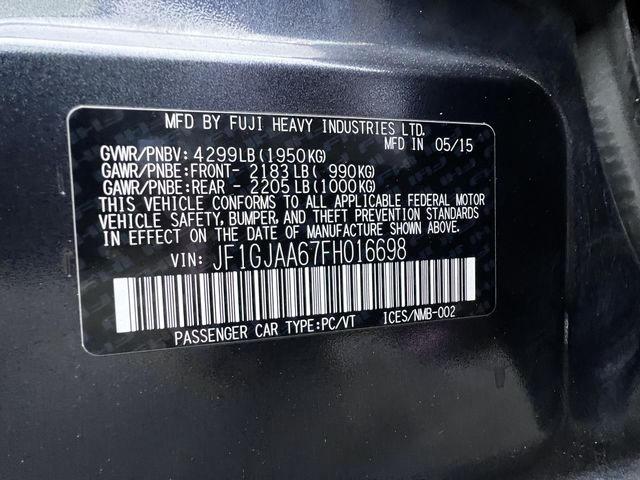 MFD BY FUJI HEAVY INDUSTRIES LTD.
MFD IN 05/15
GVWR/PNBV: 4299LB(1950KG)
GAWR/PNBE:FRONT- 2183LB( 990KG)
GAWR/PNBE:REAR - 2205LB(1000KG)
THIS VEHICLE CONFORMS TO ALL APPLICABLE FEDERAL MOTOR
VEHICLE SAFETY, BUMPER, AND THEFT PREVENTION STANDARDS
IN EFFECT ON THE DATE OF MANUFACTURE SHOWN ABOVE.
VIN: JF1GJAA67FH016698
PASSENGER CAR TYPE:PC/VT ICES/NMB-002